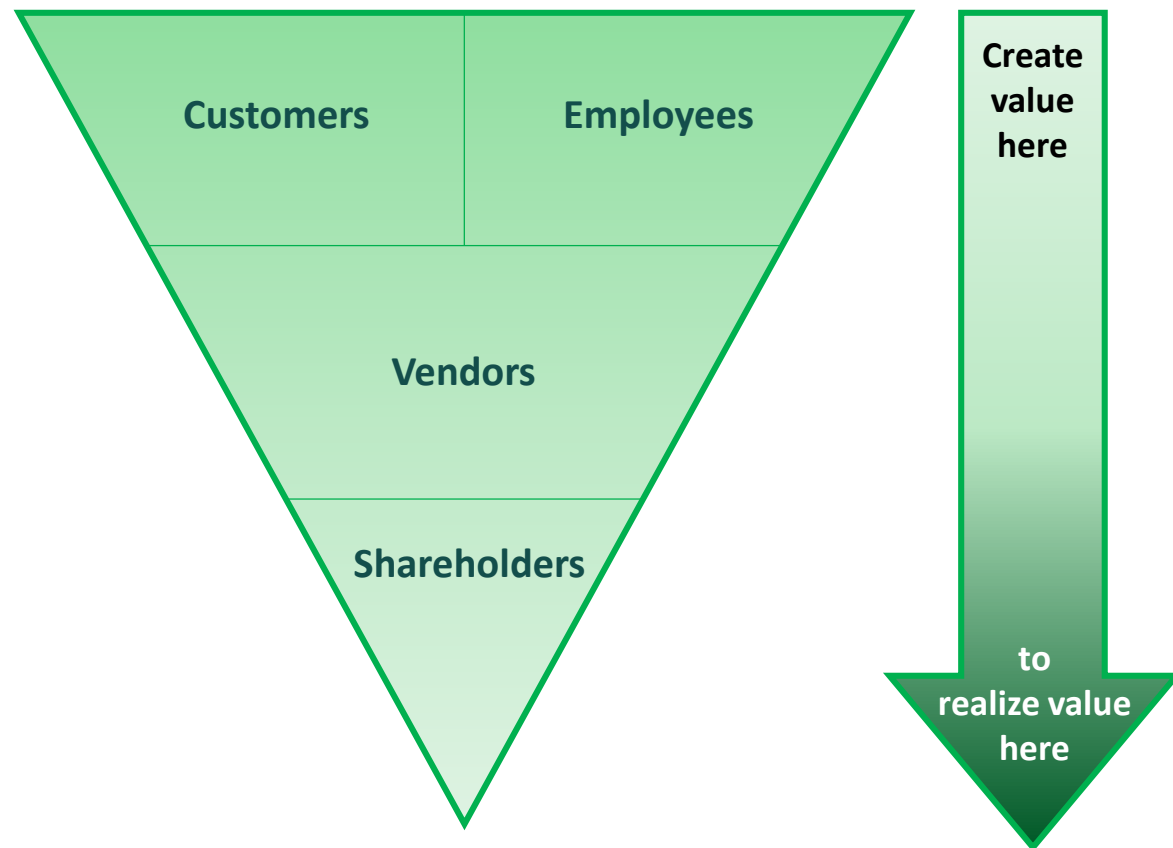 Customers
Employees
Vendors
Shareholders
Create
value
here
to
realize value
here